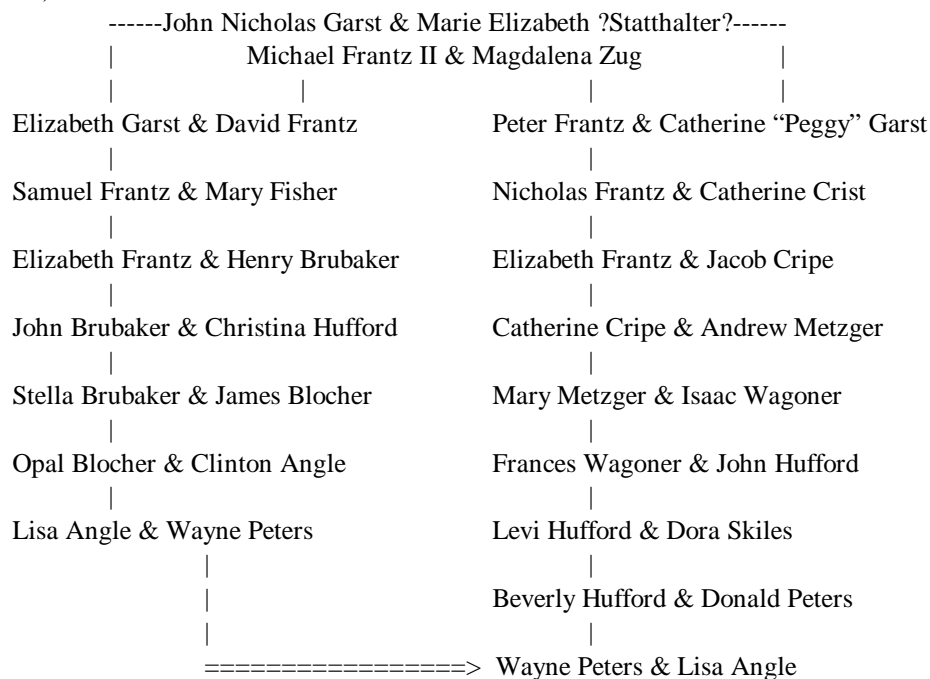 ------John Nicholas Garst & Marie Elizabeth ?Statthalter?------
| Michael Frantz II & Magdalena Zug |
| | | |
Elizabeth Garst & David Frantz Peter Frantz & Catherine “Peggy” Garst
| |
Samuel Frantz & Mary Fisher Nicholas Frantz & Catherine Crist
| |
Elizabeth Frantz & Henry Brubaker Elizabeth Frantz & Jacob Cripe
| |
John Brubaker & Christina Hufford Catherine Cripe & Andrew Metzger
| |
Stella Brubaker & James Blocher Mary Metzger & Isaac Wagoner
| |
Opal Blocher & Clinton Angle Frances Wagoner & John Hufford
| |
Lisa Angle & Wayne Peters Levi Hufford & Dora Skiles
| |
| Beverly Hufford & Donald Peters
| |
=================> Wayne Peters & Lisa Angle